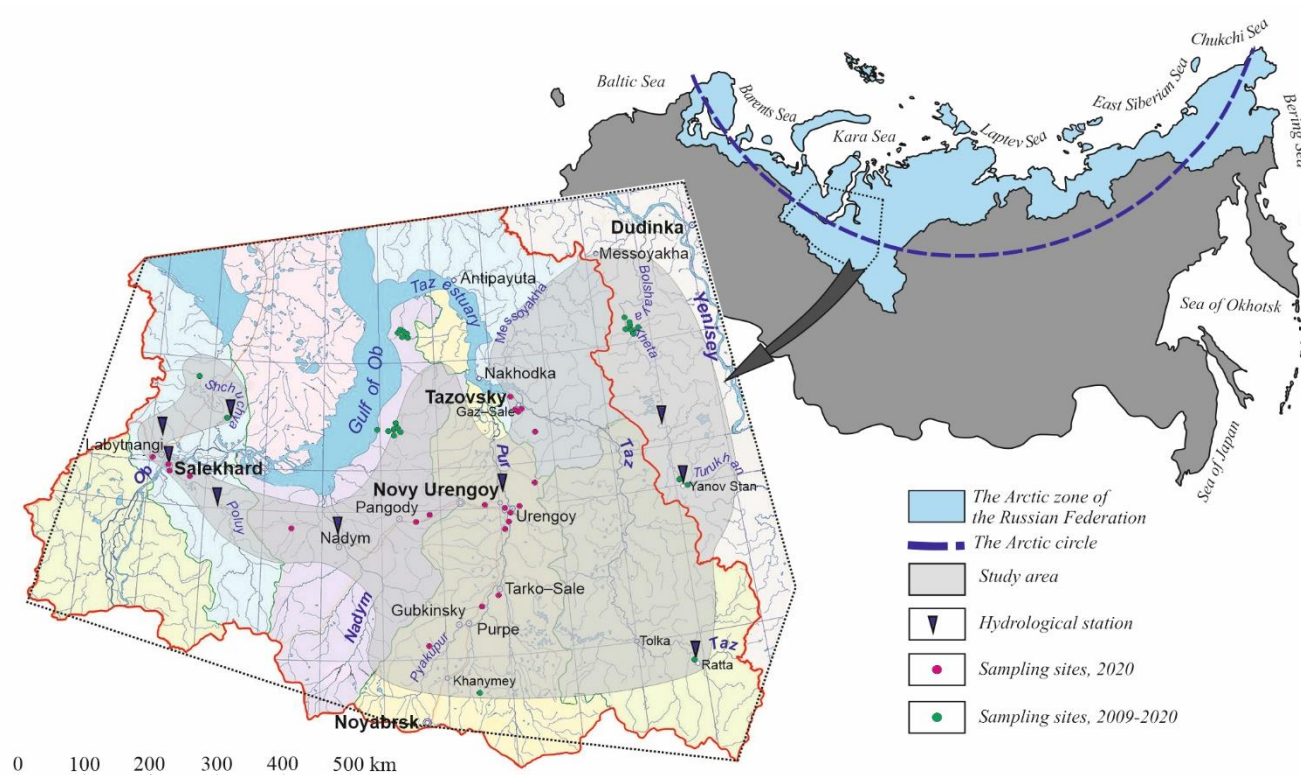 Chukchi Sea
Baltic Sea
Barents Sea
East Siberian Sea
Kara Sea
Laptev Sea
Bering Sea
Sea of Okhotsk
Sea of Japan
Dudinka
Messoyakha
Antipayuta
Taz estuary
Messoyakha
Bolshaya
Kheta
Yenisey
Gulf of Ob
Nakhodka
Tazovsky
Gaz–Sale
Shchuchya
Labytnangi
Salekhard
Ob
Poluy
Pur
Taz
Turukhan
Yanov Stan
Novy Urengoy
Pangody
Urengoy
Nadym
Nadym
Tarko–Sale
Gubkinsky
Purpe
Pyakupur
Tolka
Taz
Ratta
Khanymey
Noyabrsk
0 100 200 300 400 500 km
The Arctic zone of
the Russian Federation
The Arctic circle
Study area
Hydrological station
Sampling sites, 2020
Sampling sites, 2009-2020